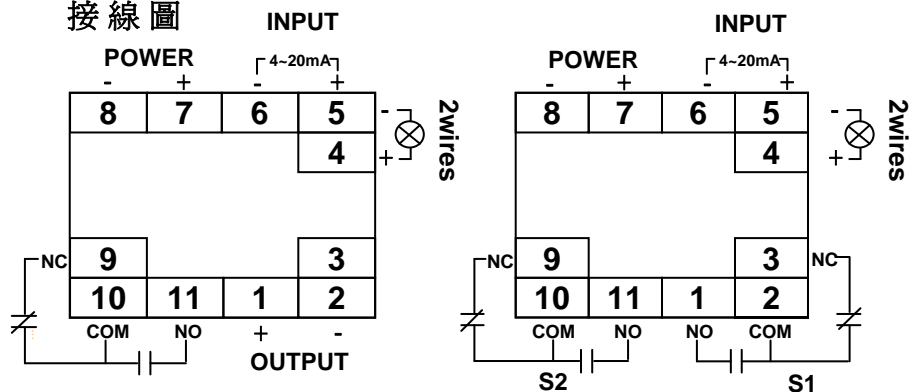 接線圖
INPUT INPUT
POWER ┌ 4~20mA┐ POWER ┌ 4~20mA┐
- + - + - + - +
8 7 6 5 - 2wires 8 7 6 5 - 2wires
4 + 4 +
NC 9 3 NC 9 3 NC
10 11 1 2 10 11 1 2
COM NO + - COM NO NO COM
OUTPUT
S2 S1